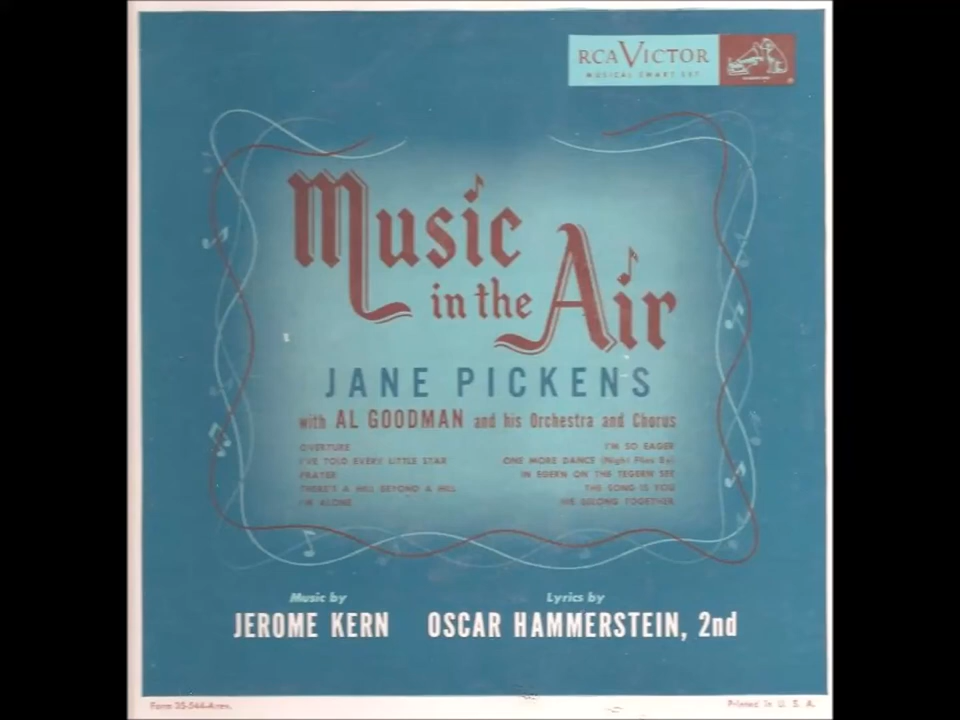 RCA VICTOR
MUSICAL SMART SET
Music
in the Air
JANE PICKENS
with AL GOODMAN and his Orchestra and Chorus
OVERTURE
I'VE TOLD EVERY LITTLE STAR
PRAYER
THERE'S A HILL BEYOND A HILL
I'M ALONE
I'M SO EAGER
ONE MORE DANCE (Night Flies By)
IN EGERN ON THE TEGERN SEE
THE SONG IS YOU
WE BELONG TOGETHER
Music by
JEROME KERN
Lyrics by
OSCAR HAMMERSTEIN, 2nd
Printed in U. S. A.